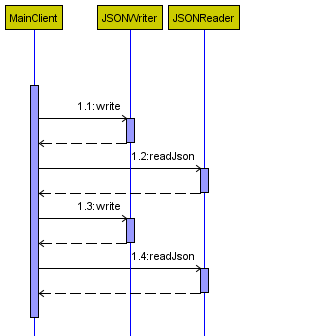 MainClient JSONWriter JSONReader
1.1:write
1.2:readJson
1.3:write
1.4:readJson